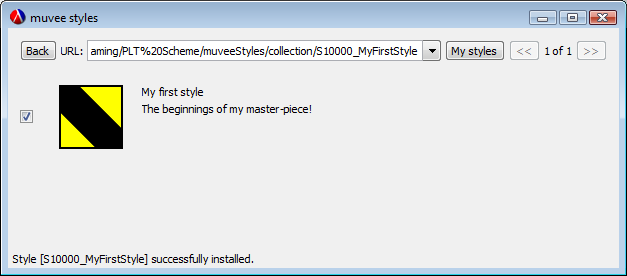 muvee styles
Back URL: aming/PLT%20Scheme/muveeStyles/collection/S10000_MyFirstStyle My styles << 1 of 1 >>
My first style
The beginnings of my master-piece!
Style [S10000_MyFirstStyle] successfully installed.